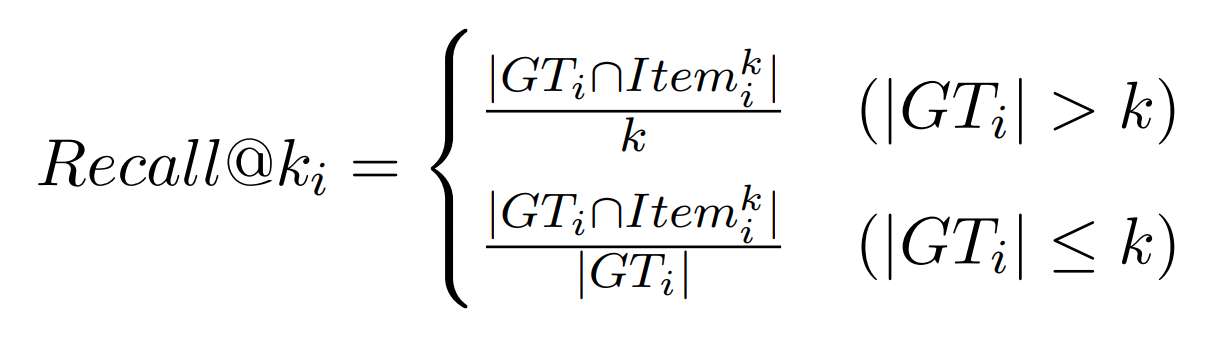 Recall@k_i = { |GT_i ∩ Item_i^k| / k (|GT_i| > k)
|GT_i ∩ Item_i^k| / |GT_i| (|GT_i| ≤ k)